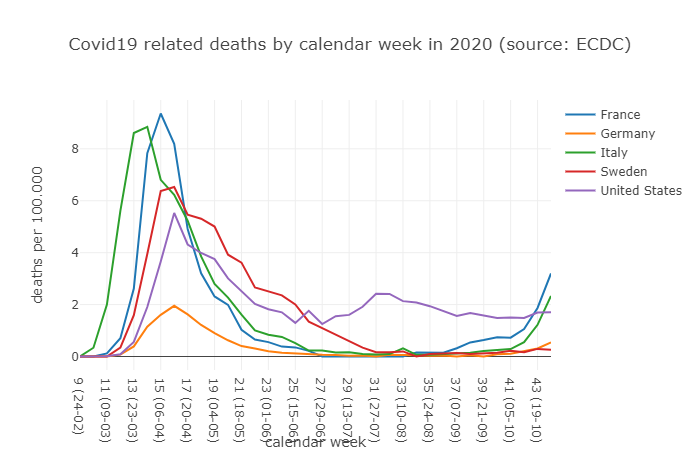 Covid19 related deaths by calendar week in 2020 (source: ECDC)
deaths per 100.000
8
6
4
2
0
France
Germany
Italy
Sweden
United States
9 (24-02)
11 (09-03)
13 (23-03)
15 (06-04)
17 (20-04)
19 (04-05)
21 (18-05)
23 (01-06)
25 (15-06)
27 (29-06)
29 (13-07)
31 (27-07)
33 (10-08)
35 (24-08)
37 (07-09)
39 (21-09)
41 (05-10)
43 (19-10)
calendar week